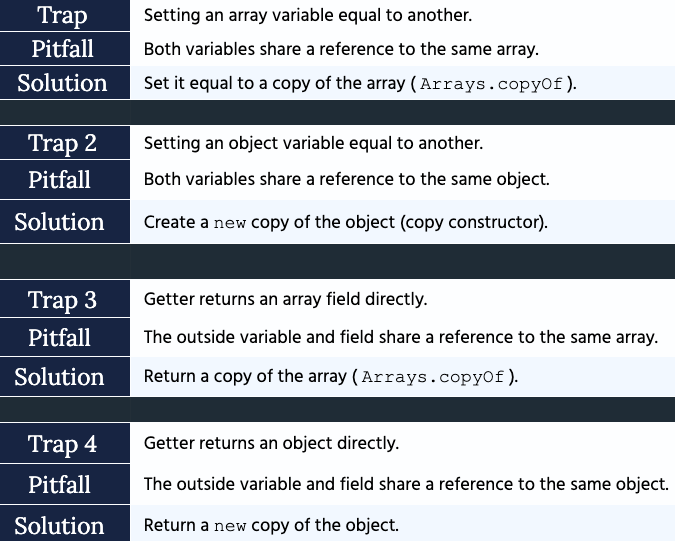 Trap Setting an array variable equal to another.
Pitfall Both variables share a reference to the same array.
Solution Set it equal to a copy of the array ( Arrays.copyOf ).
Trap 2 Setting an object variable equal to another.
Pitfall Both variables share a reference to the same object.
Solution Create a new copy of the object (copy constructor).
Trap 3 Getter returns an array field directly.
Pitfall The outside variable and field share a reference to the same array.
Solution Return a copy of the array ( Arrays.copyOf ).
Trap 4 Getter returns an object directly.
Pitfall The outside variable and field share a reference to the same object.
Solution Return a new copy of the object.